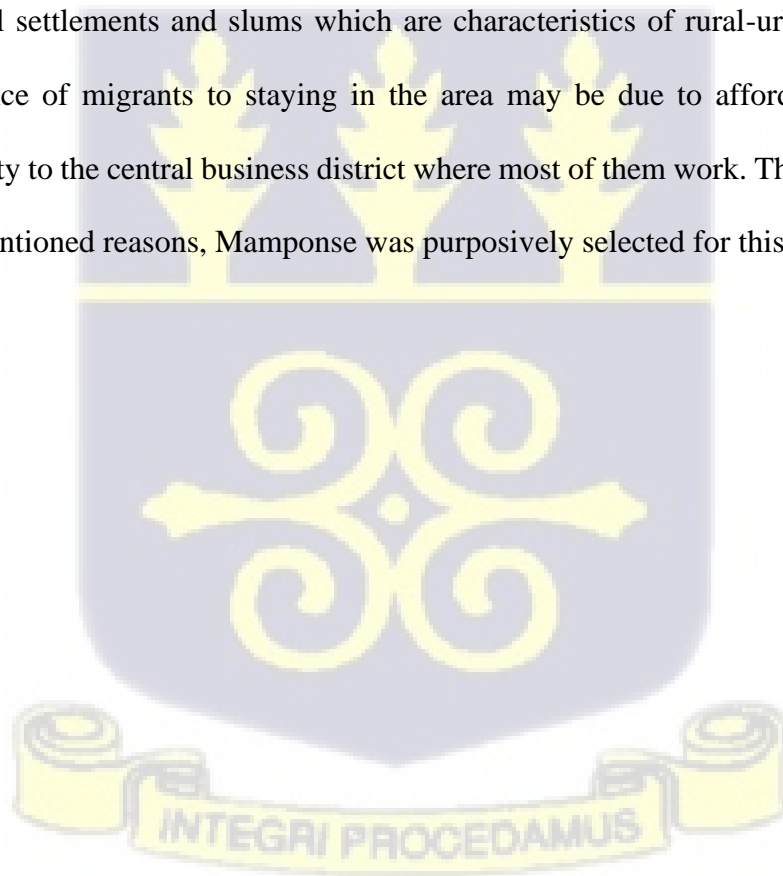 l settlements and slums which are characteristics of rural-ur
ce of migrants to staying in the area may be due to afford
ty to the central business district where most of them work. Th
ntioned reasons, Mamponse was purposively selected for this
INTEGRI PROCEDAMUS